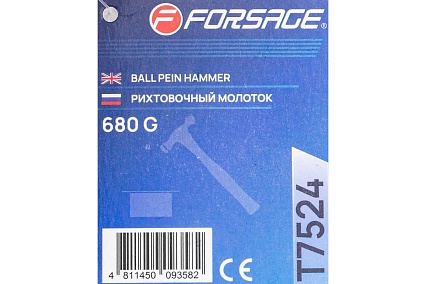 FORSAGE®
BALL PEIN HAMMER
РИХТОВОЧНЫЙ МОЛОТОК
680 G
T7524
4 811450 093582
CE